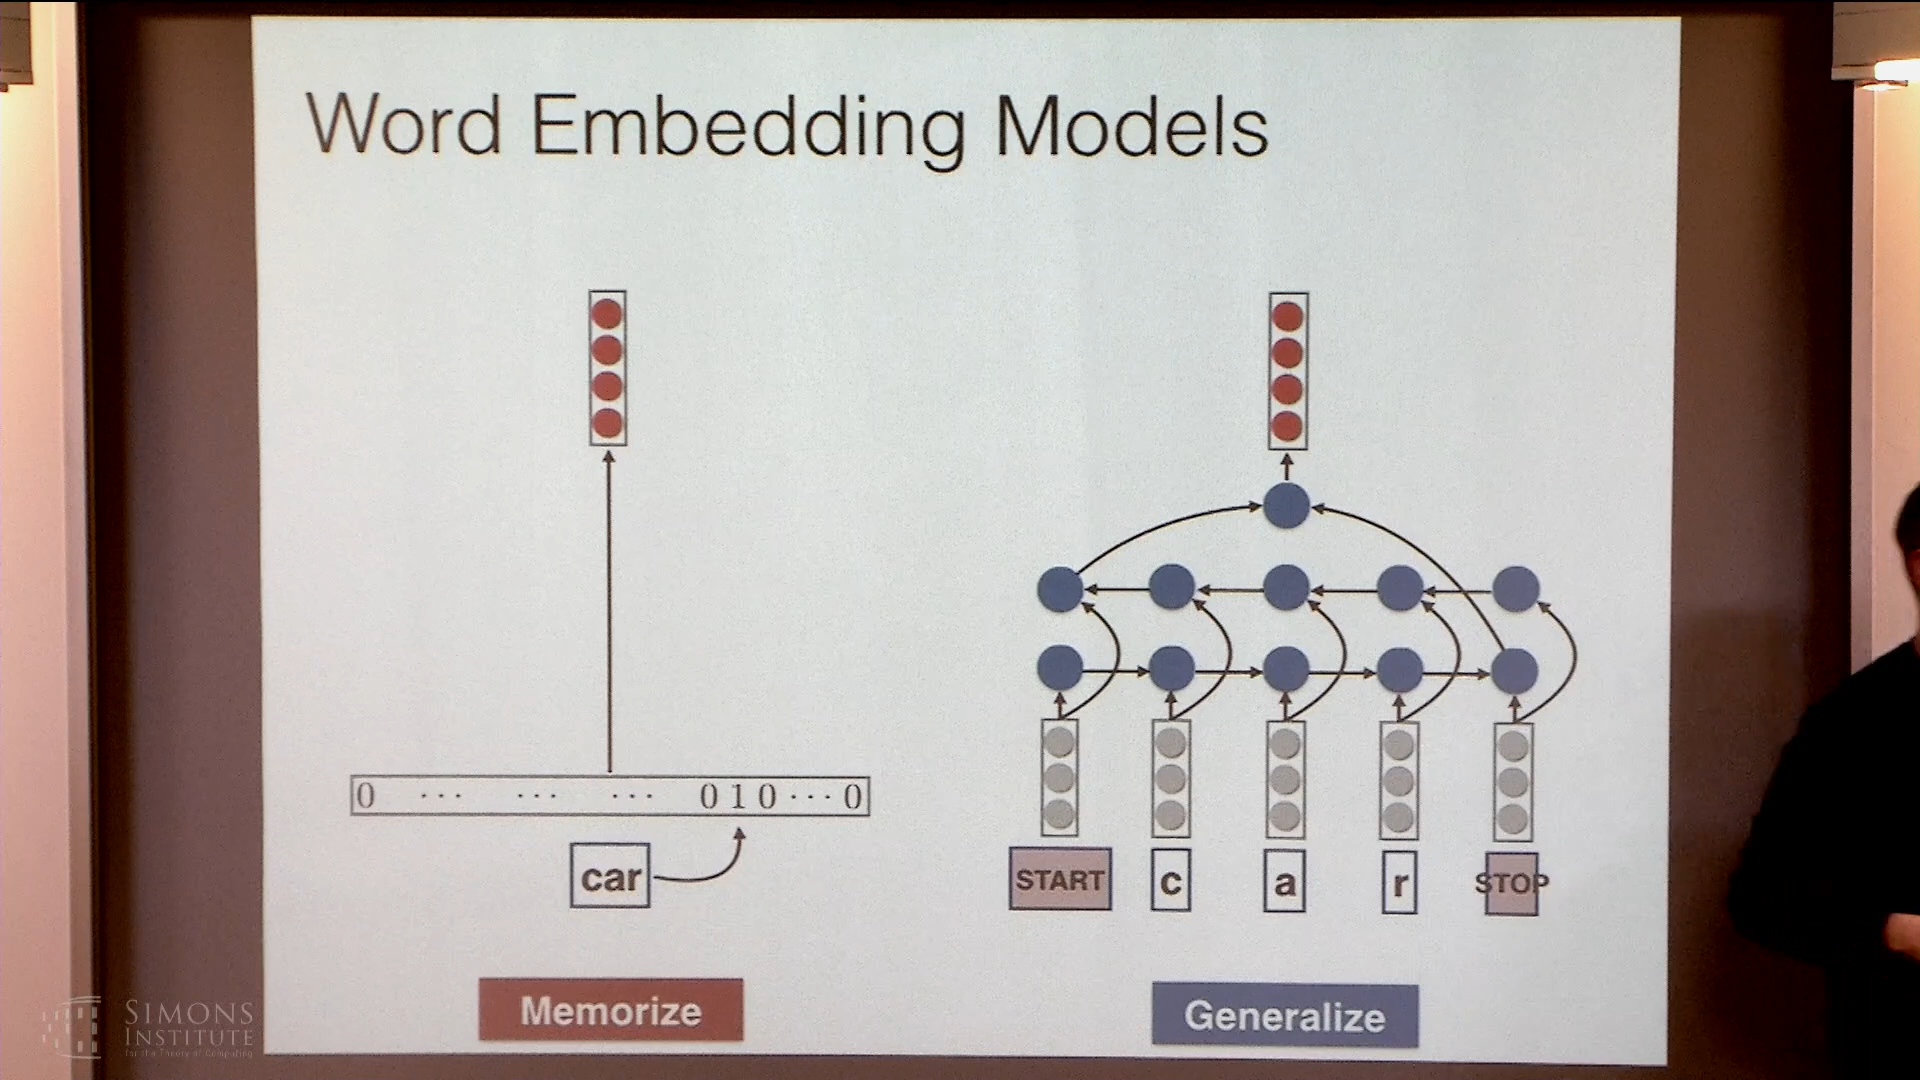 Word Embedding Models
0 ... ... ... 0 1 0 ... 0
car
START c a r STOP
Memorize
Generalize
SIMONS
INSTITUTE
for the Theory of Computing